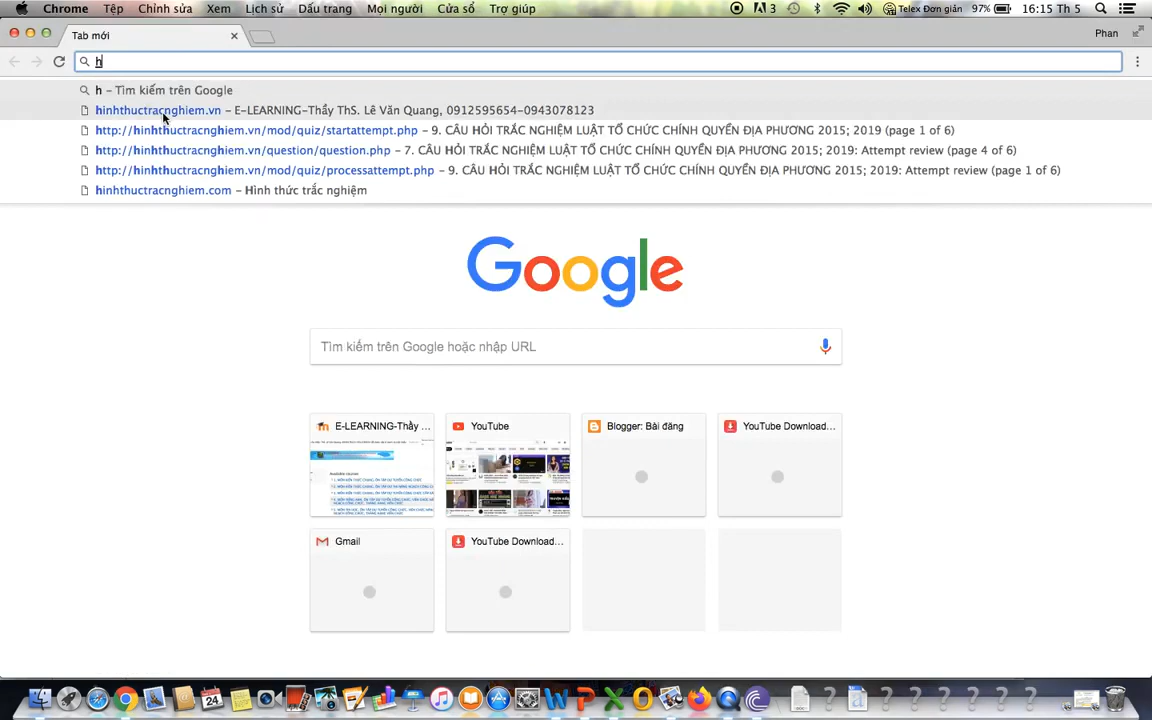 Chrome Tệp Chỉnh sửa Xem Lịch sử Dấu trang Mọi người Cửa sổ Trợ giúp 3 Telex Đơn giản 97% 16:15 Th 5
Tab mới Phan
h
h – Tìm kiếm trên Google
hinhthuctracnghiem.vn – E-LEARNING-Thầy ThS. Lê Văn Quang, 0912595654-0943078123
http://hinhthuctracnghiem.vn/mod/quiz/startattempt.php – 9. CÂU HỎI TRẮC NGHIỆM LUẬT TỔ CHỨC CHÍNH QUYỀN ĐỊA PHƯƠNG 2015; 2019 (page 1 of 6)
http://hinhthuctracnghiem.vn/question/question.php – 7. CÂU HỎI TRẮC NGHIỆM LUẬT TỔ CHỨC CHÍNH QUYỀN ĐỊA PHƯƠNG 2015; 2019: Attempt review (page 4 of 6)
http://hinhthuctracnghiem.vn/mod/quiz/processattempt.php – 9. CÂU HỎI TRẮC NGHIỆM LUẬT TỔ CHỨC CHÍNH QUYỀN ĐỊA PHƯƠNG 2015; 2019: Attempt review (page 1 of 6)
hinhthuctracnghiem.com – Hình thức trắc nghiệm
Google
Tìm kiếm trên Google hoặc nhập URL
E-LEARNING-Thầy ... YouTube Blogger: Bài đăng YouTube Download...
Available courses
Gmail YouTube Download...
24